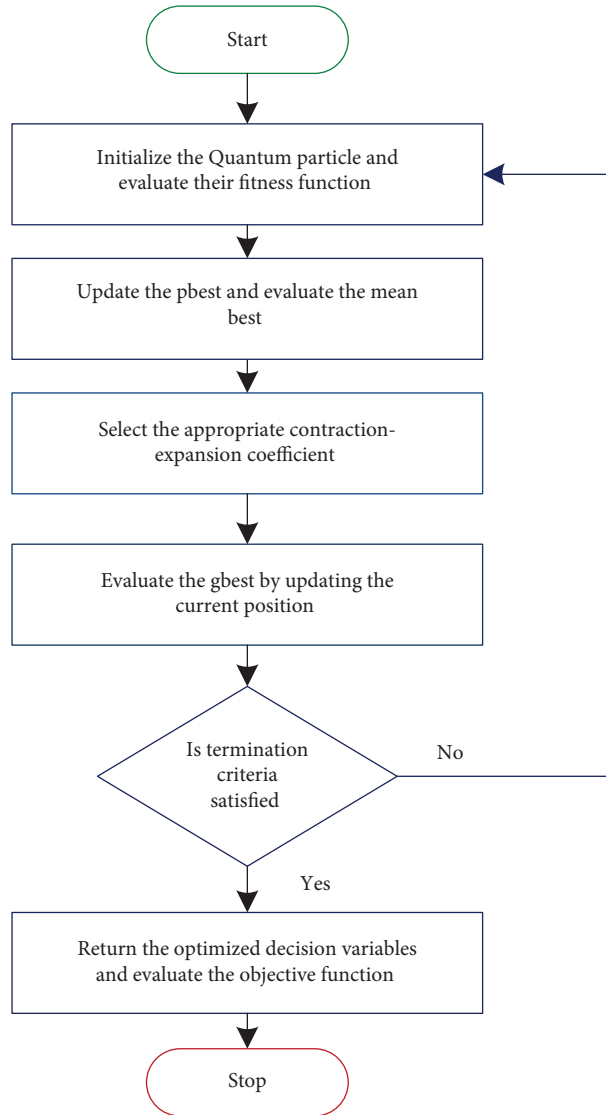 Start
Initialize the Quantum particle and
evaluate their fitness function
Update the pbest and evaluate the mean
best
Select the appropriate contraction-
expansion coefficient
Evaluate the gbest by updating the
current position
Is termination
criteria
satisfied
No
Yes
Return the optimized decision variables
and evaluate the objective function
Stop